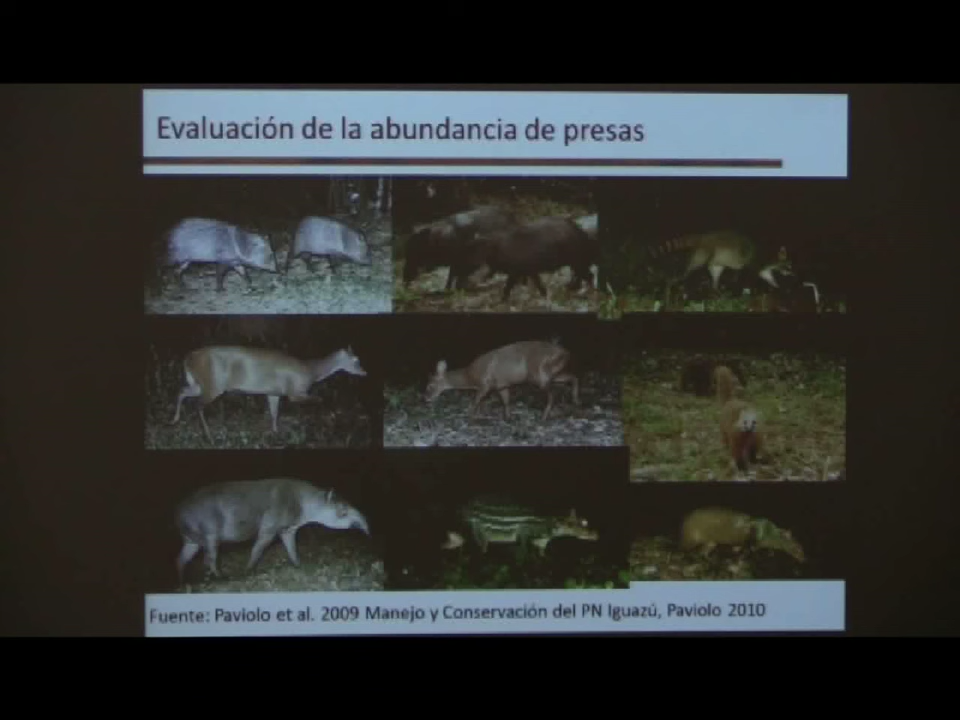 Evaluación de la abundancia de presas
Fuente: Paviolo et al. 2009 Manejo y Conservación del PN Iguazú, Paviolo 2010